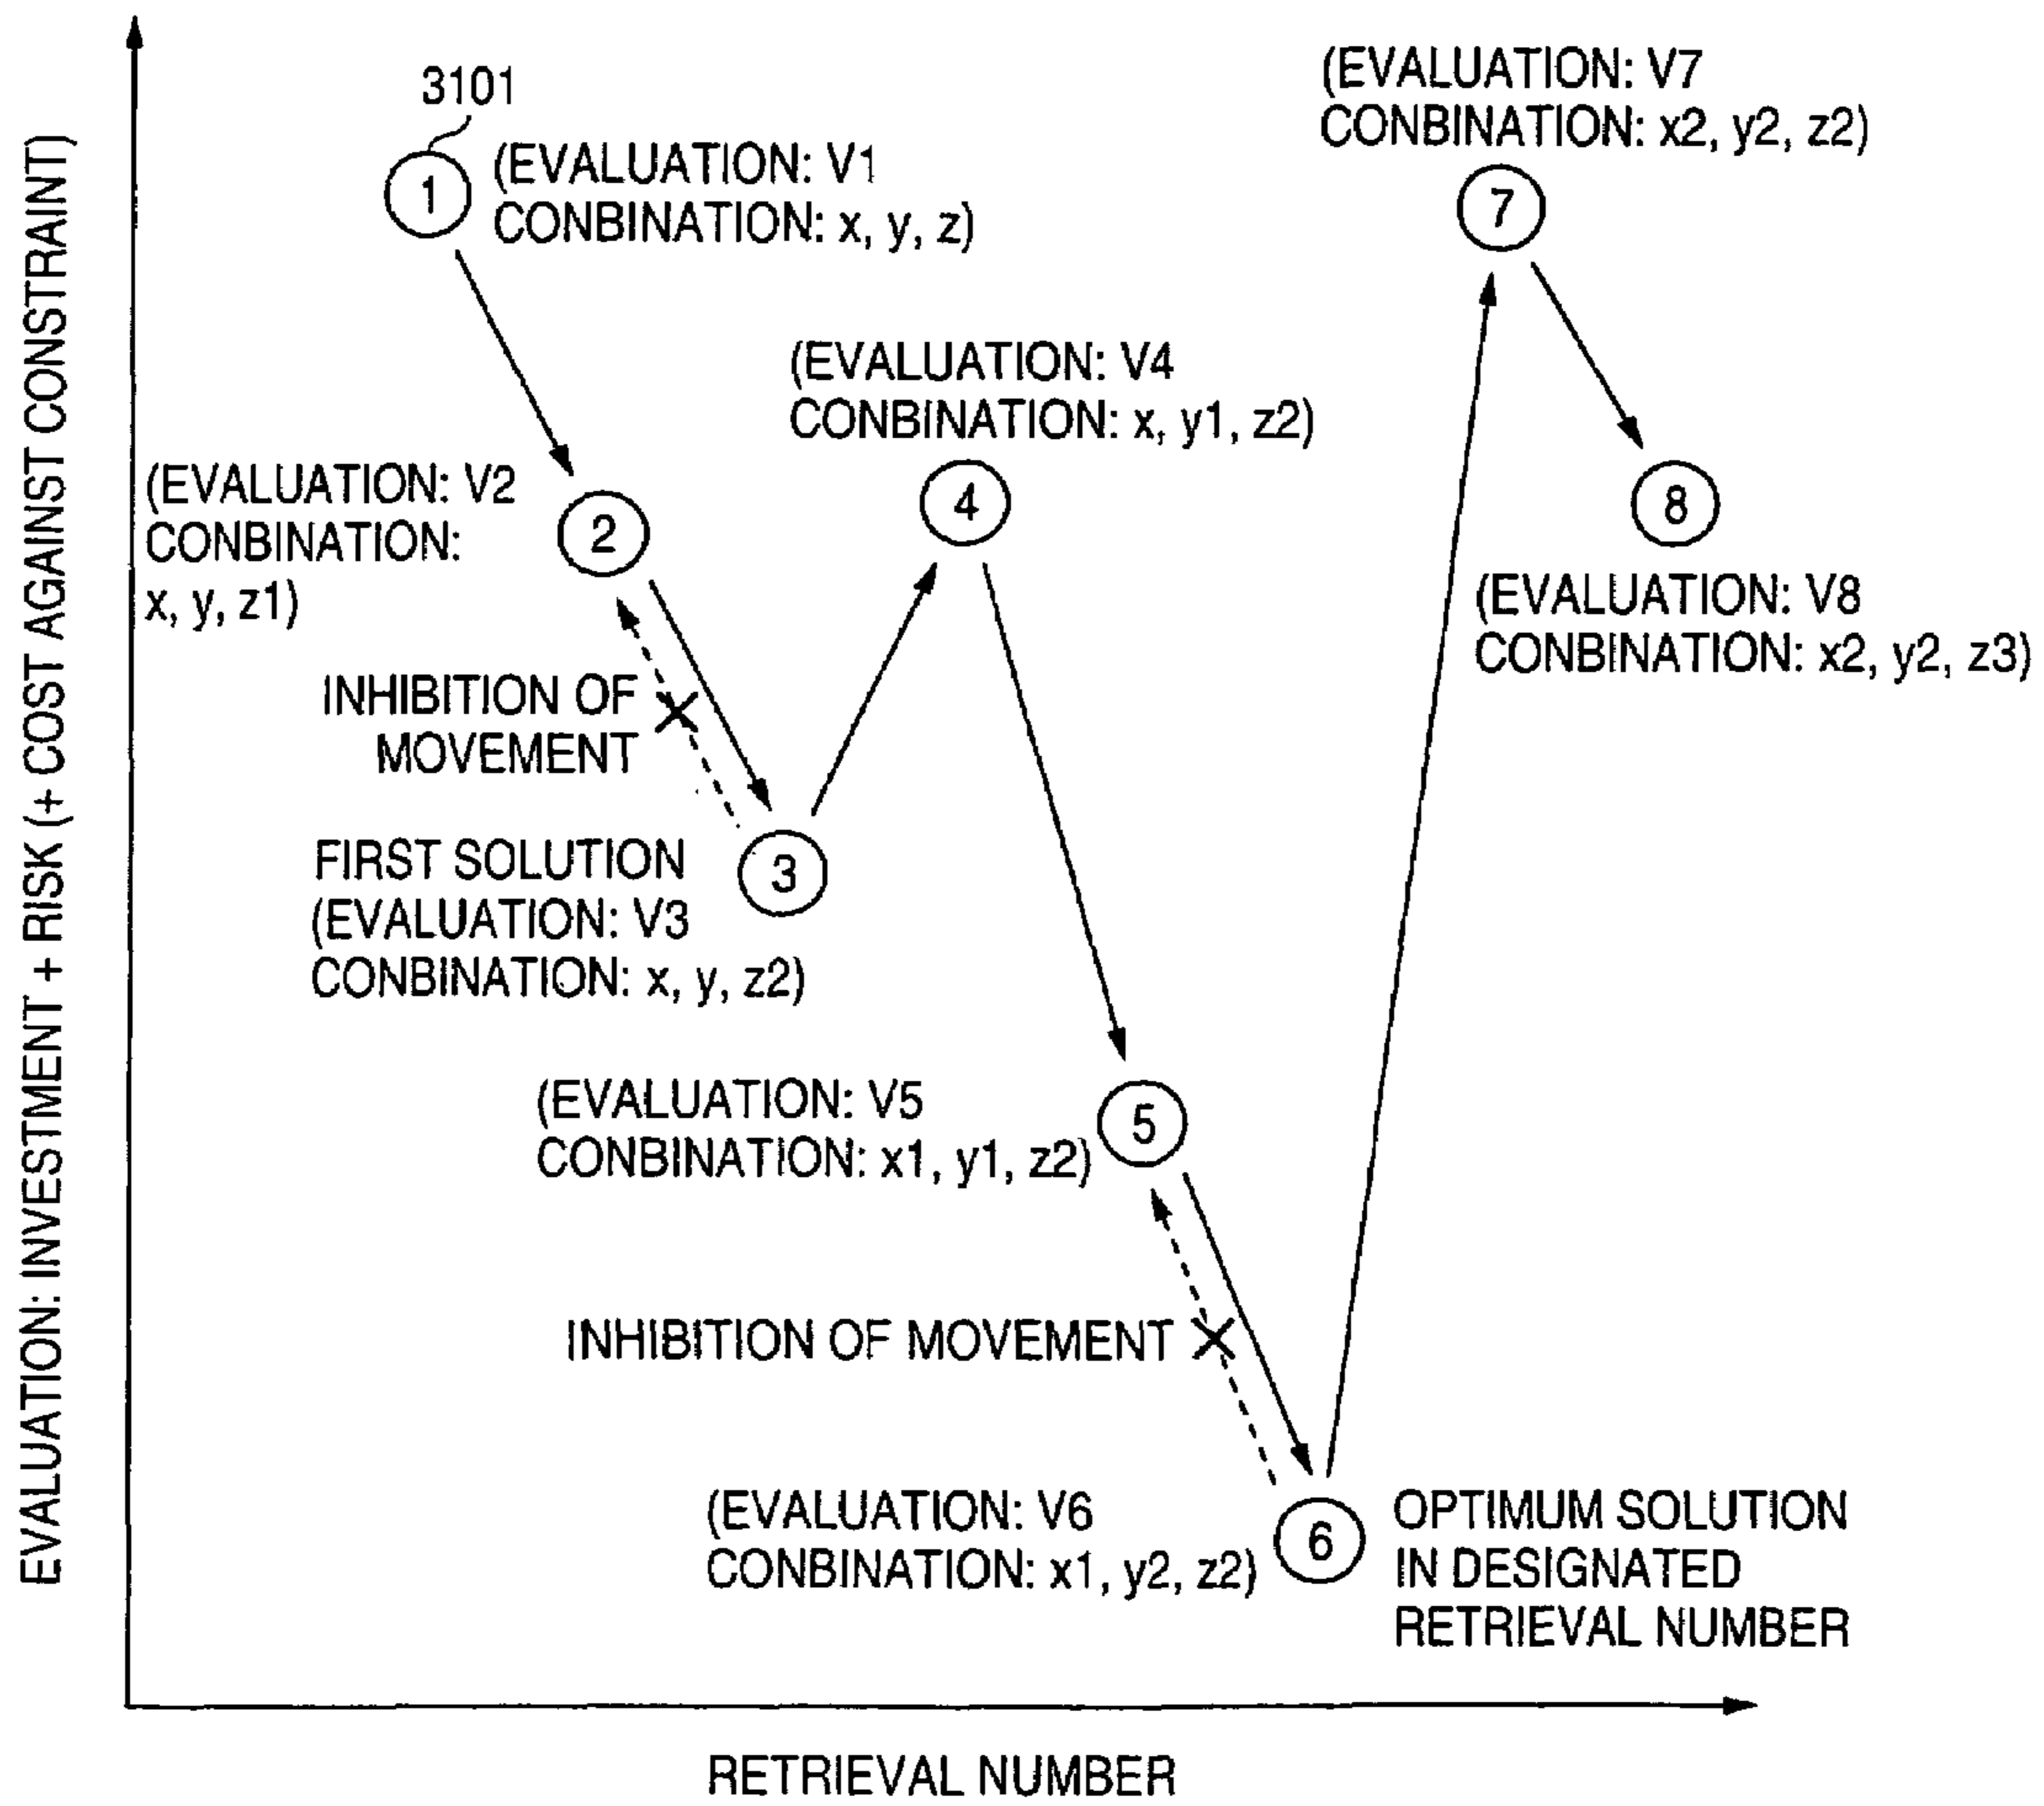 3101
1
(EVALUATION: V1
CONBINATION: x, y, z)
(EVALUATION: V7
CONBINATION: x2, y2, z2)
7
(EVALUATION: V4
CONBINATION: x, y1, z2)
4
(EVALUATION: V2
CONBINATION:
x, y, z1)
2
8
(EVALUATION: V8
CONBINATION: x2, y2, z3)
INHIBITION OF
MOVEMENT
FIRST SOLUTION
(EVALUATION: V3
CONBINATION: x, y, z2)
3
(EVALUATION: V5
CONBINATION: x1, y1, z2)
5
INHIBITION OF MOVEMENT
(EVALUATION: V6
CONBINATION: x1, y2, z2)
6
OPTIMUM SOLUTION
IN DESIGNATED
RETRIEVAL NUMBER
EVALUATION: INVESTMENT + RISK (+ COST AGAINST CONSTRAINT)
RETRIEVAL NUMBER